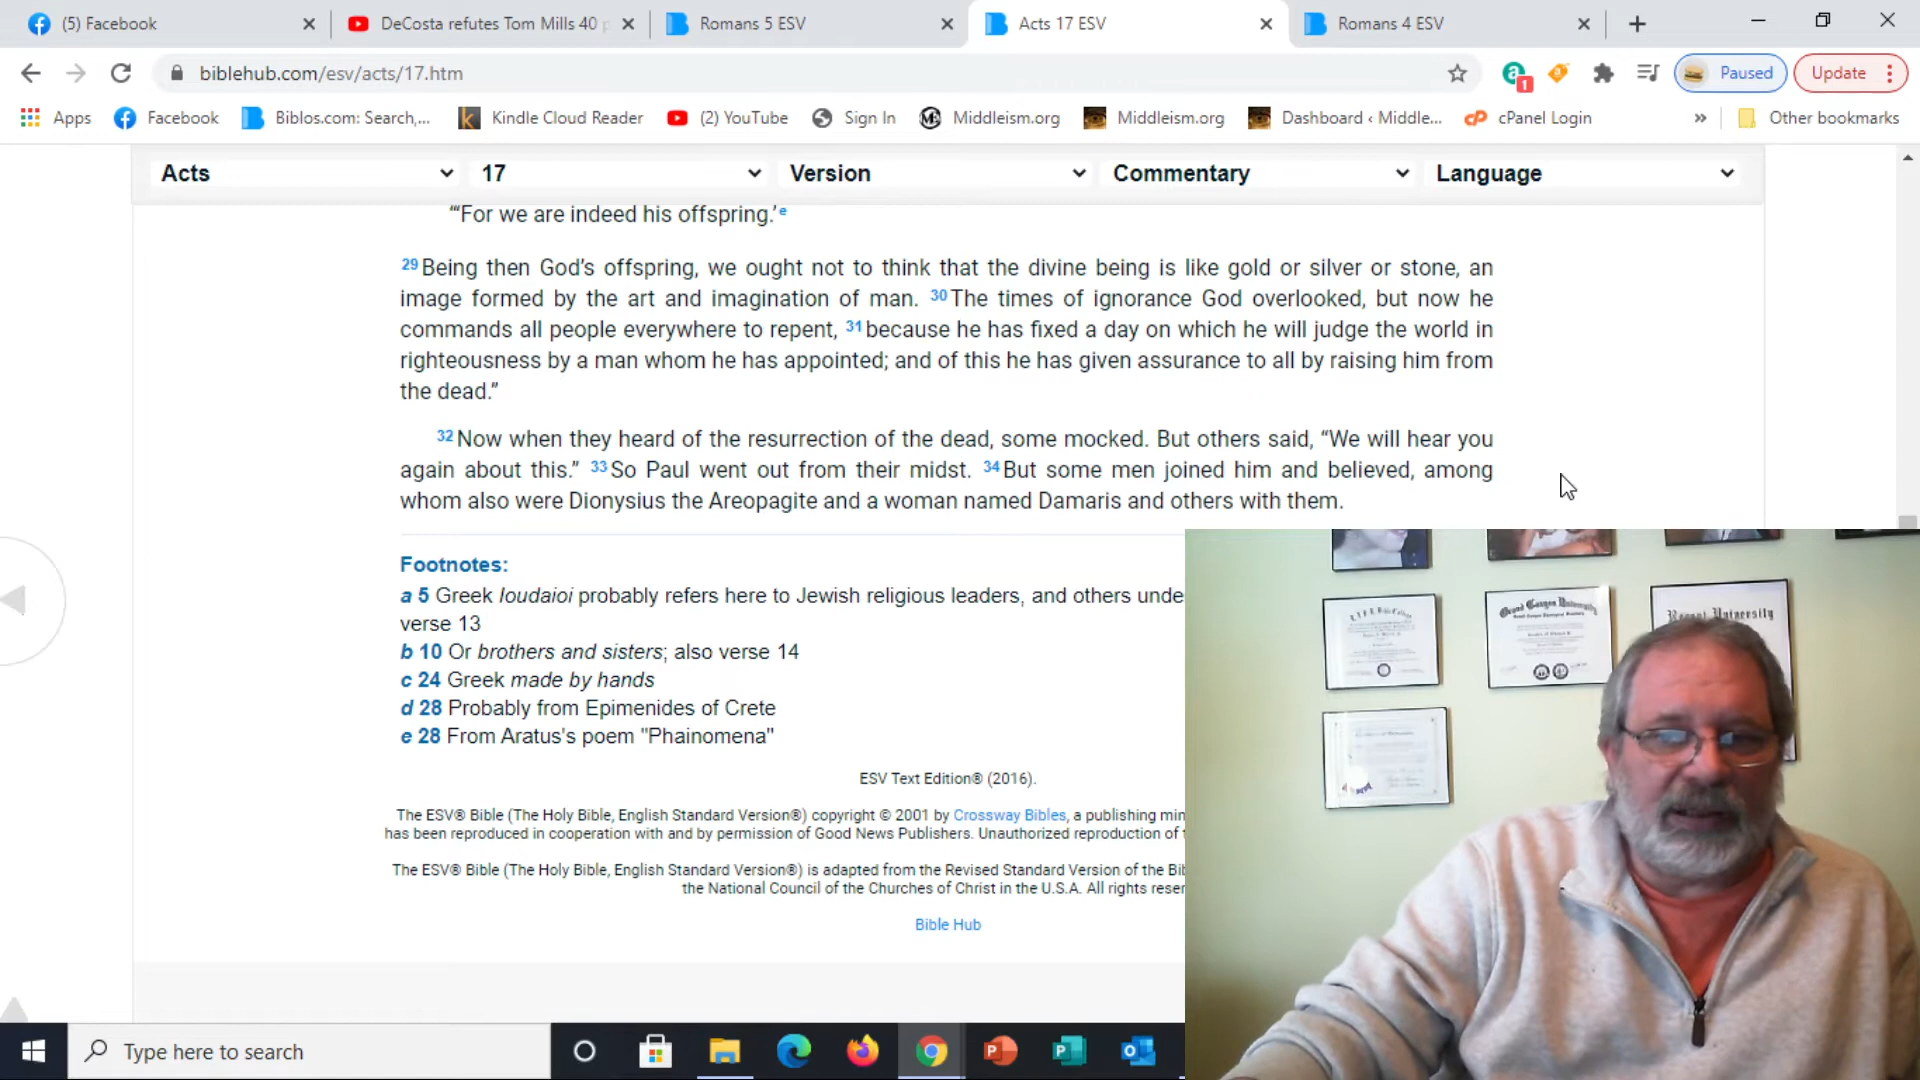 (5) Facebook
DeCosta refutes Tom Mills 40 p
Romans 5 ESV
Acts 17 ESV
Romans 4 ESV
biblehub.com/esv/acts/17.htm
1
Paused
Update
Apps
Facebook
Biblos.com: Search,...
Kindle Cloud Reader
(2) YouTube
Sign In
Middleism.org
Middleism.org
Dashboard ‹ Middle...
cPanel Login
»
Other bookmarks
Acts
17
Version
Commentary
Language
“‘For we are indeed his offspring.’ e
29 Being then God’s offspring, we ought not to think that the divine being is like gold or silver or stone, an
image formed by the art and imagination of man. 30 The times of ignorance God overlooked, but now he
commands all people everywhere to repent, 31 because he has fixed a day on which he will judge the world in
righteousness by a man whom he has appointed; and of this he has given assurance to all by raising him from
the dead.”
32 Now when they heard of the resurrection of the dead, some mocked. But others said, “We will hear you
again about this.” 33 So Paul went out from their midst. 34 But some men joined him and believed, among
whom also were Dionysius the Areopagite and a woman named Damaris and others with them.
Footnotes:
a 5 Greek Ioudaioi probably refers here to Jewish religious leaders, and others unde
verse 13
b 10 Or brothers and sisters; also verse 14
c 24 Greek made by hands
d 28 Probably from Epimenides of Crete
e 28 From Aratus's poem "Phainomena"
ESV Text Edition® (2016).
The ESV® Bible (The Holy Bible, English Standard Version®) copyright © 2001 by Crossway Bibles, a publishing min
has been reproduced in cooperation with and by permission of Good News Publishers. Unauthorized reproduction of t
The ESV® Bible (The Holy Bible, English Standard Version®) is adapted from the Revised Standard Version of the Bib
the National Council of the Churches of Christ in the U.S.A. All rights reser
Bible Hub
Grand Canyon University
University
Type here to search